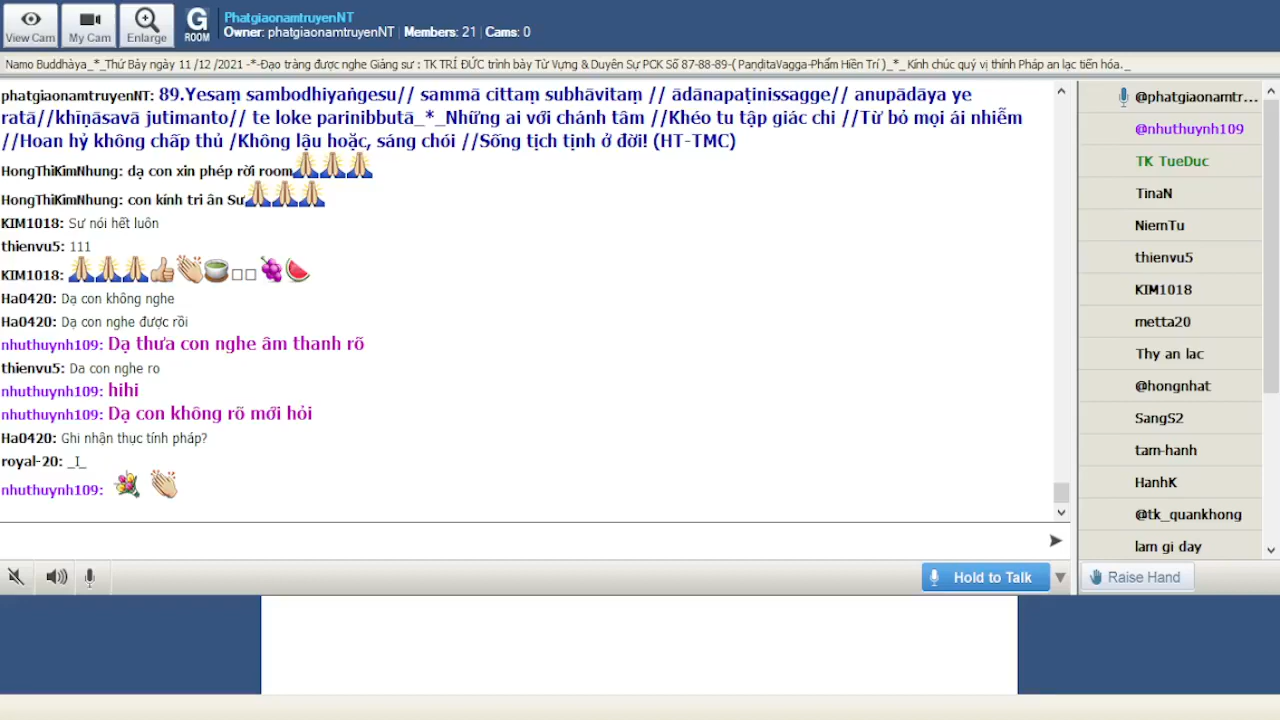 View Cam
My Cam
Enlarge
G
ROOM
PhatgiaonamtruyenNT
Owner: phatgiaonamtruyenNT | Members: 21 | Cams: 0
Namo Buddhàya_*_Thứ Bảy ngày 11 /12 /2021 -*-Đạo tràng được nghe Giảng sư : TK TRÍ ĐỨC trình bày Từ Vựng & Duyên Sự PCK Số 87-88-89-( PaṇḍitaVagga-Phẩm Hiền Trí )_*_ Kính chúc quý vị thính Pháp an lạc tiến hóa._
phatgiaonamtruyenNT: 89.Yesaṃ sambodhiyaṅgesu// sammā cittaṃ subhāvitaṃ // ādānapaṭinissagge// anupādāya ye
ratā//khīṇāsavā jutimanto// te loke parinibbutā_*_Những ai với chánh tâm //Khéo tu tập giác chi //Từ bỏ mọi ái nhiễm
//Hoan hỷ không chấp thủ /Không lậu hoặc, sáng chói //Sống tịch tịnh ở đời! (HT-TMC)
HongThiKimNhung: dạ con xin phép rời room
HongThiKimNhung: con kính tri ân Sư
KIM1018: Sư nói hết luôn
thienvu5: 111
KIM1018:
Ha0420: Dạ con không nghe
Ha0420: Dạ con nghe được rồi
nhuthuynh109: Dạ thưa con nghe âm thanh rõ
thienvu5: Da con nghe ro
nhuthuynh109: hihi
nhuthuynh109: Dạ con không rõ mới hỏi
Ha0420: Ghi nhận thục tính pháp?
royal-20: _I_
nhuthuynh109:
@phatgiaonamtr...
@nhuthuynh109
TK TueDuc
TinaN
NiemTu
thienvu5
KIM1018
metta20
Thy an lac
@hongnhat
SangS2
tam-hanh
HanhK
@tk_quankhong
lam gi day
Hold to Talk
Raise Hand